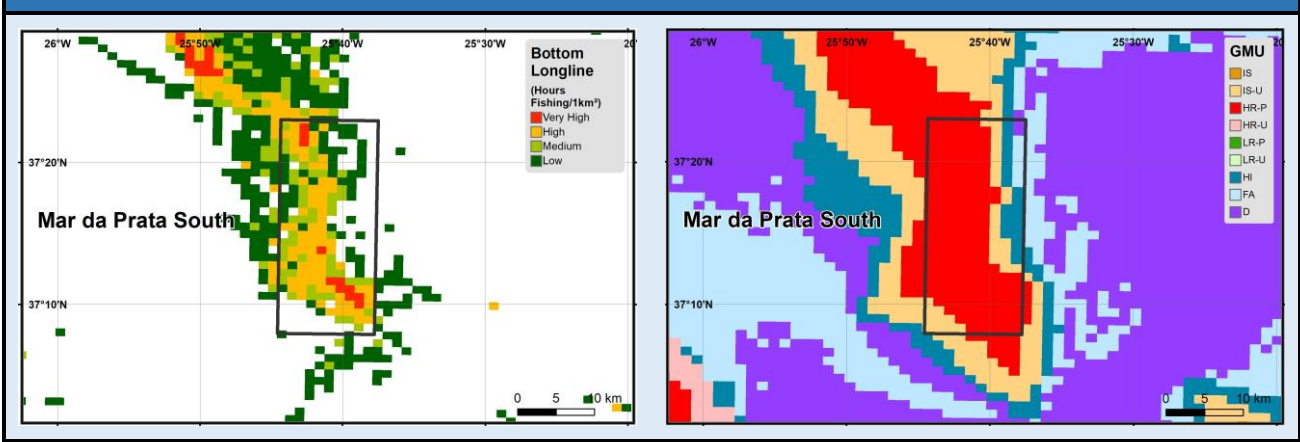 26°W 25°50'W 25°40'W 25°30'W 20
Bottom
Longline
(Hours
Fishing/1km²)
Very High
High
Medium
Low
37°20'N
Mar da Prata South
37°10'N
0 5 10 km
26°W 25°50'W 25°40'W 25°30'W 20
GMU
IS
IS-U
HR-P
HR-U
LR-P
LR-U
HI
FA
D
37°20'N
Mar da Prata South
37°10'N
0 5 10 km